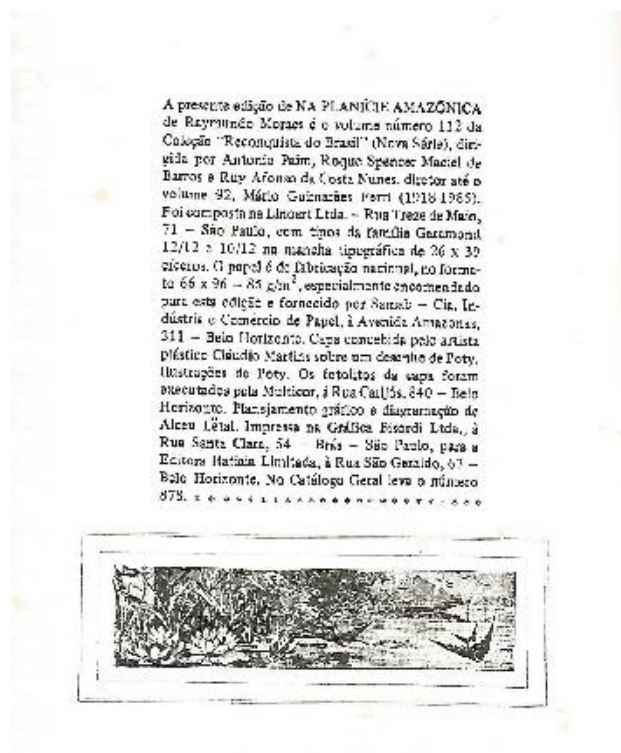 A presente edição de NA PLANÍCIE AMAZÔNICA
de Raymundo Moraes é o volume número 112 da
Coleção "Reconquista do Brasil" (Nova Série), diri-
gida por Antonio Paim, Roque Spencer Maciel de
Barros e Ruy Afonso da Costa Nunes, diretor até o
volume 92, Mário Guimarães Ferri (1918-1985).
Foi composta na Linoart Ltda. – Rua Treze de Maio,
71 – São Paulo, com tipos da família Garamond
12/12 e 10/12 na mancha tipográfica de 26 x 39
cíceros. O papel é de fabricação nacional, no forma-
to 66 x 96 – 85 g/m², especialmente encomendado
para esta edição e fornecido por Samab – Cia. In-
dústria e Comércio de Papel, à Avenida Amazonas,
311 – Belo Horizonte. Capa concebida pelo artista
plástico Cláudio Martins sobre um desenho de Poty.
Ilustrações de Poty. Os fotolitos da capa foram
executados pela Multicor, à Rua Carijós, 840 – Belo
Horizonte. Planejamento gráfico e diagramação de
Alceu Letal. Impressa na Gráfica Bisordi Ltda., à
Rua Santa Clara, 54 – Brás – São Paulo, para a
Editora Itatiaia Limitada, à Rua São Geraldo, 67 –
Belo Horizonte. No Catálogo Geral leva o número
878.